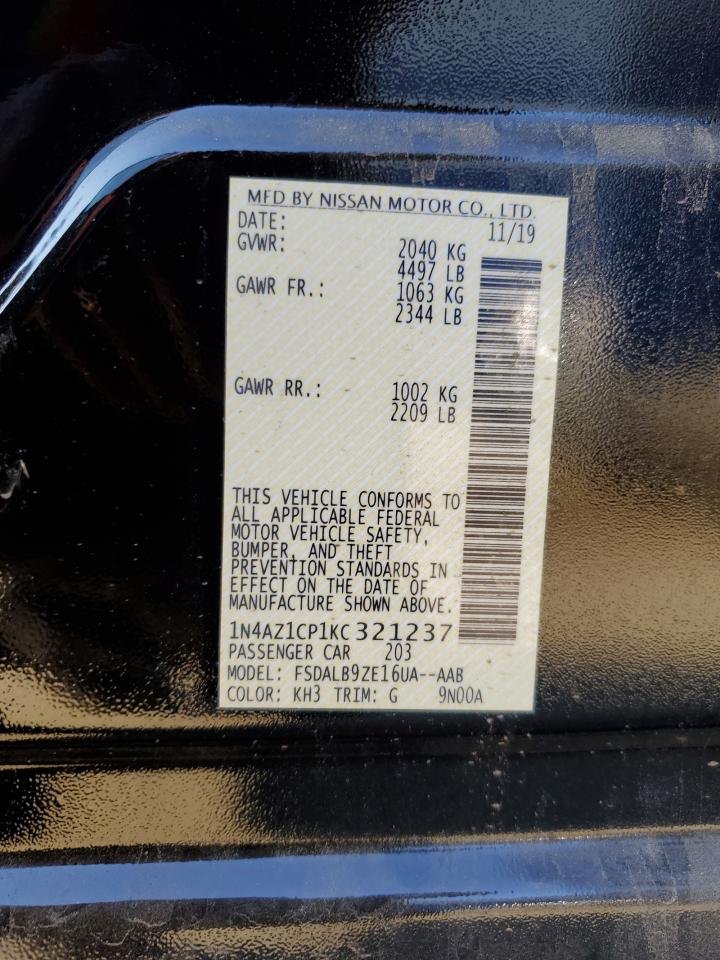 MFD BY NISSAN MOTOR CO., LTD.
DATE: 11/19
GVWR: 2040 KG
4497 LB
GAWR FR.: 1063 KG
2344 LB
GAWR RR.: 1002 KG
2209 LB
THIS VEHICLE CONFORMS TO
ALL APPLICABLE FEDERAL
MOTOR VEHICLE SAFETY,
BUMPER, AND THEFT
PREVENTION STANDARDS IN
EFFECT ON THE DATE OF
MANUFACTURE SHOWN ABOVE.
1N4AZ1CP1KC321237
PASSENGER CAR 203
MODEL: FSDALB9ZE16UA--AAB
COLOR: KH3 TRIM: G 9N00A